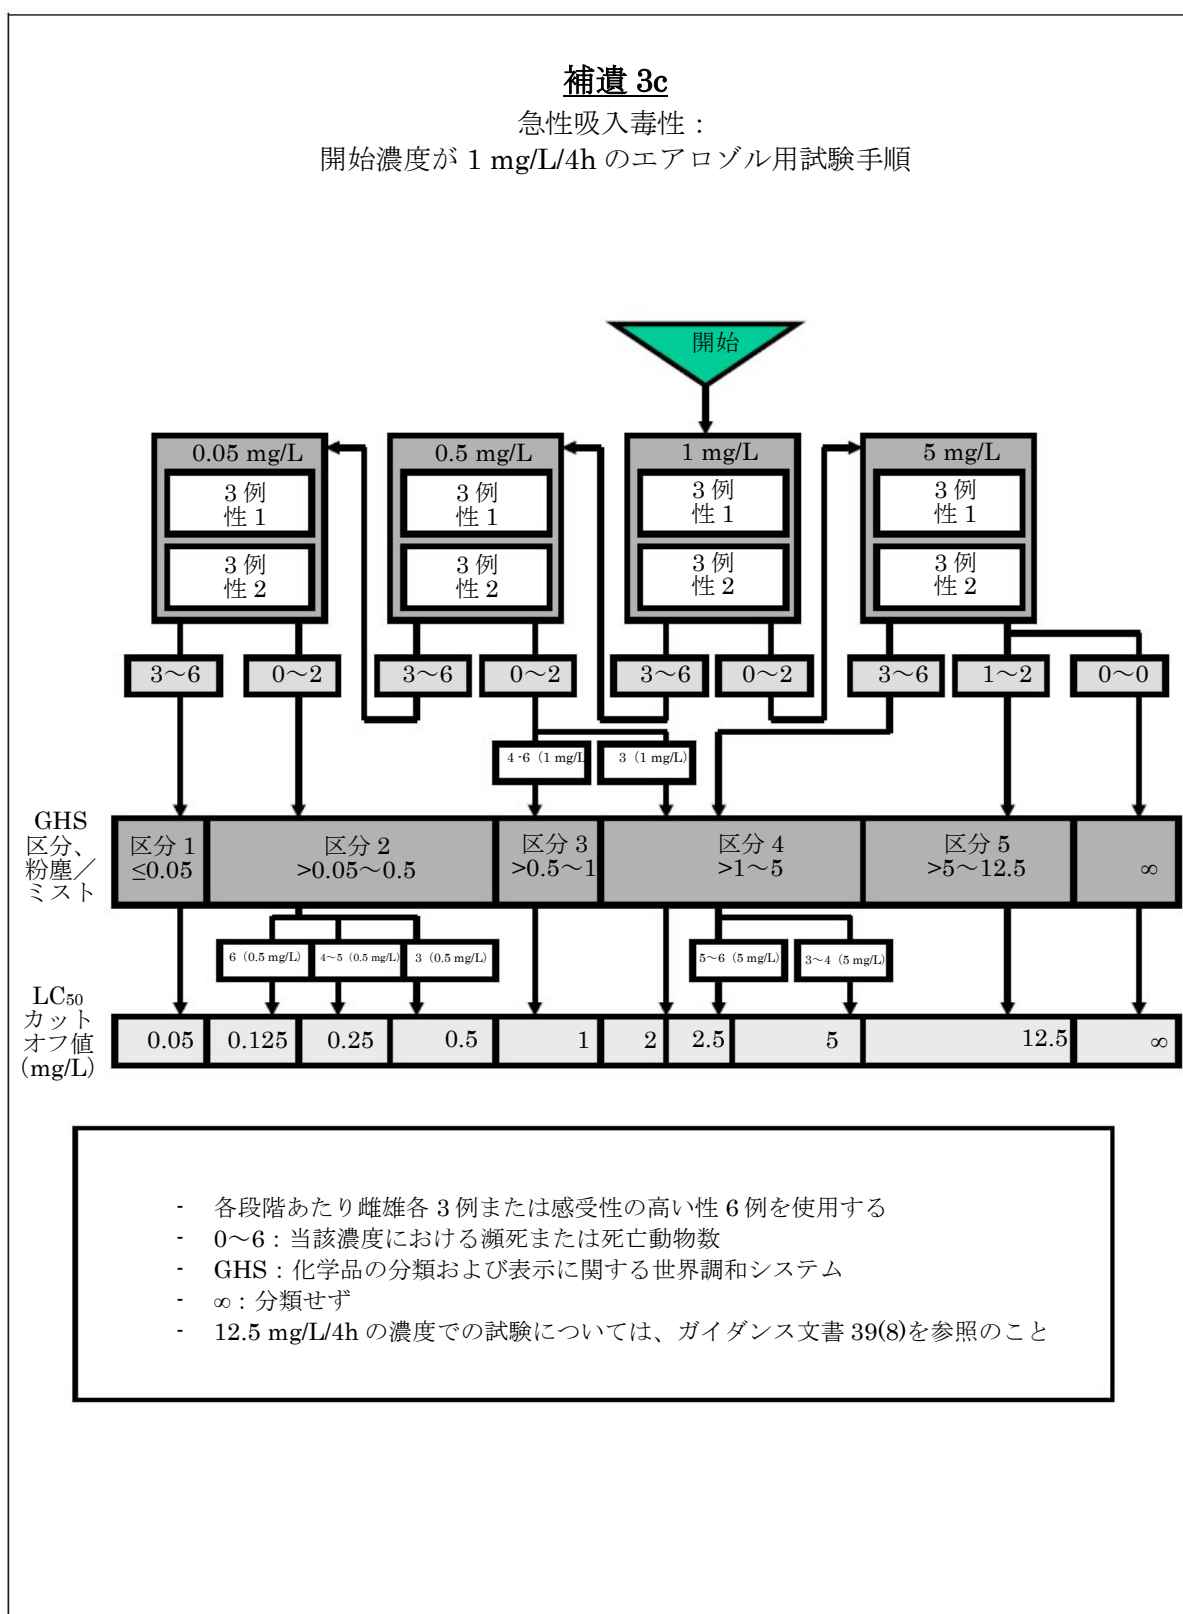 補遺 3c
急性吸入毒性：
開始濃度が 1 mg/L/4h のエアロゾル用試験手順
開始
0.05 mg/L
0.5 mg/L
1 mg/L
5 mg/L
3 例
性 1
3 例
性 1
3 例
性 1
3 例
性 1
3 例
性 2
3 例
性 2
3 例
性 2
3 例
性 2
3～6
0～2
3～6
0～2
3～6
0～2
3～6
1～2
0～0
4 -6（1 mg/L
3（1 mg/L）
GHS
区分、
粉塵／
ミスト
区分 1
≤0.05
区分 2
>0.05～0.5
区分 3
>0.5～1
区分 4
>1～5
区分 5
>5～12.5
∞
6（0.5 mg/L）
4～5（0.5 mg/L）
3（0.5 mg/L）
5～6（5 mg/L）
3～4（5 mg/L）
LC50
カット
オフ値
（mg/L）
0.05
0.125
0.25
0.5
1
2
2.5
5
12.5
∞
- 各段階あたり雌雄各 3 例または感受性の高い性 6 例を使用する
- 0～6：当該濃度における瀕死または死亡動物数
- GHS：化学品の分類および表示に関する世界調和システム
- ∞：分類せず
- 12.5 mg/L/4h の濃度での試験については、ガイダンス文書 39(8)を参照のこと